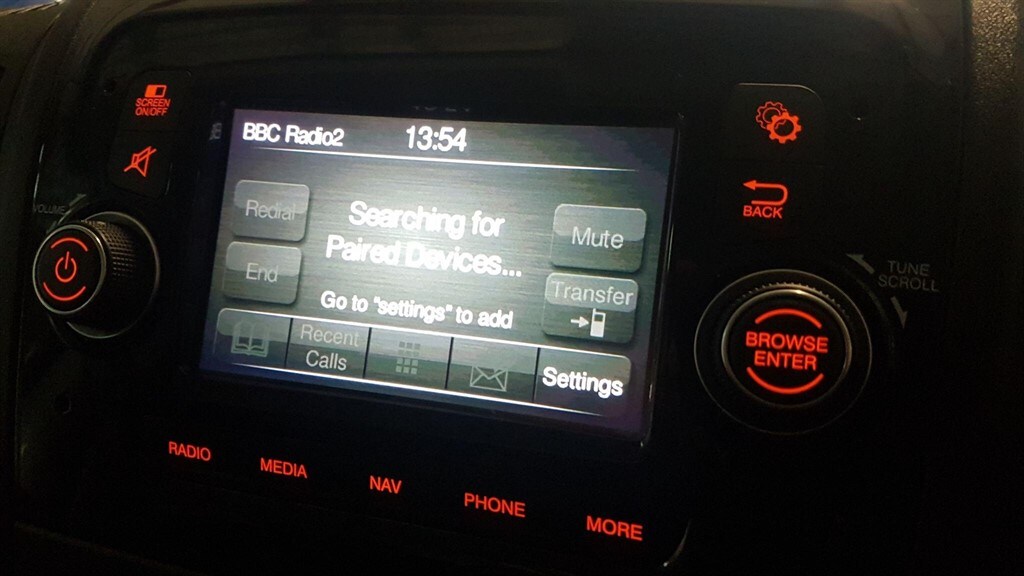 SCREEN
ON/OFF
BBC Radio2
13:54
VOLUME
Redial
Searching for
Paired Devices...
Mute
End
Go to "settings" to add
Transfer
Recent
Calls
Settings
BACK
TUNE
SCROLL
BROWSE
ENTER
RADIO
MEDIA
NAV
PHONE
MORE